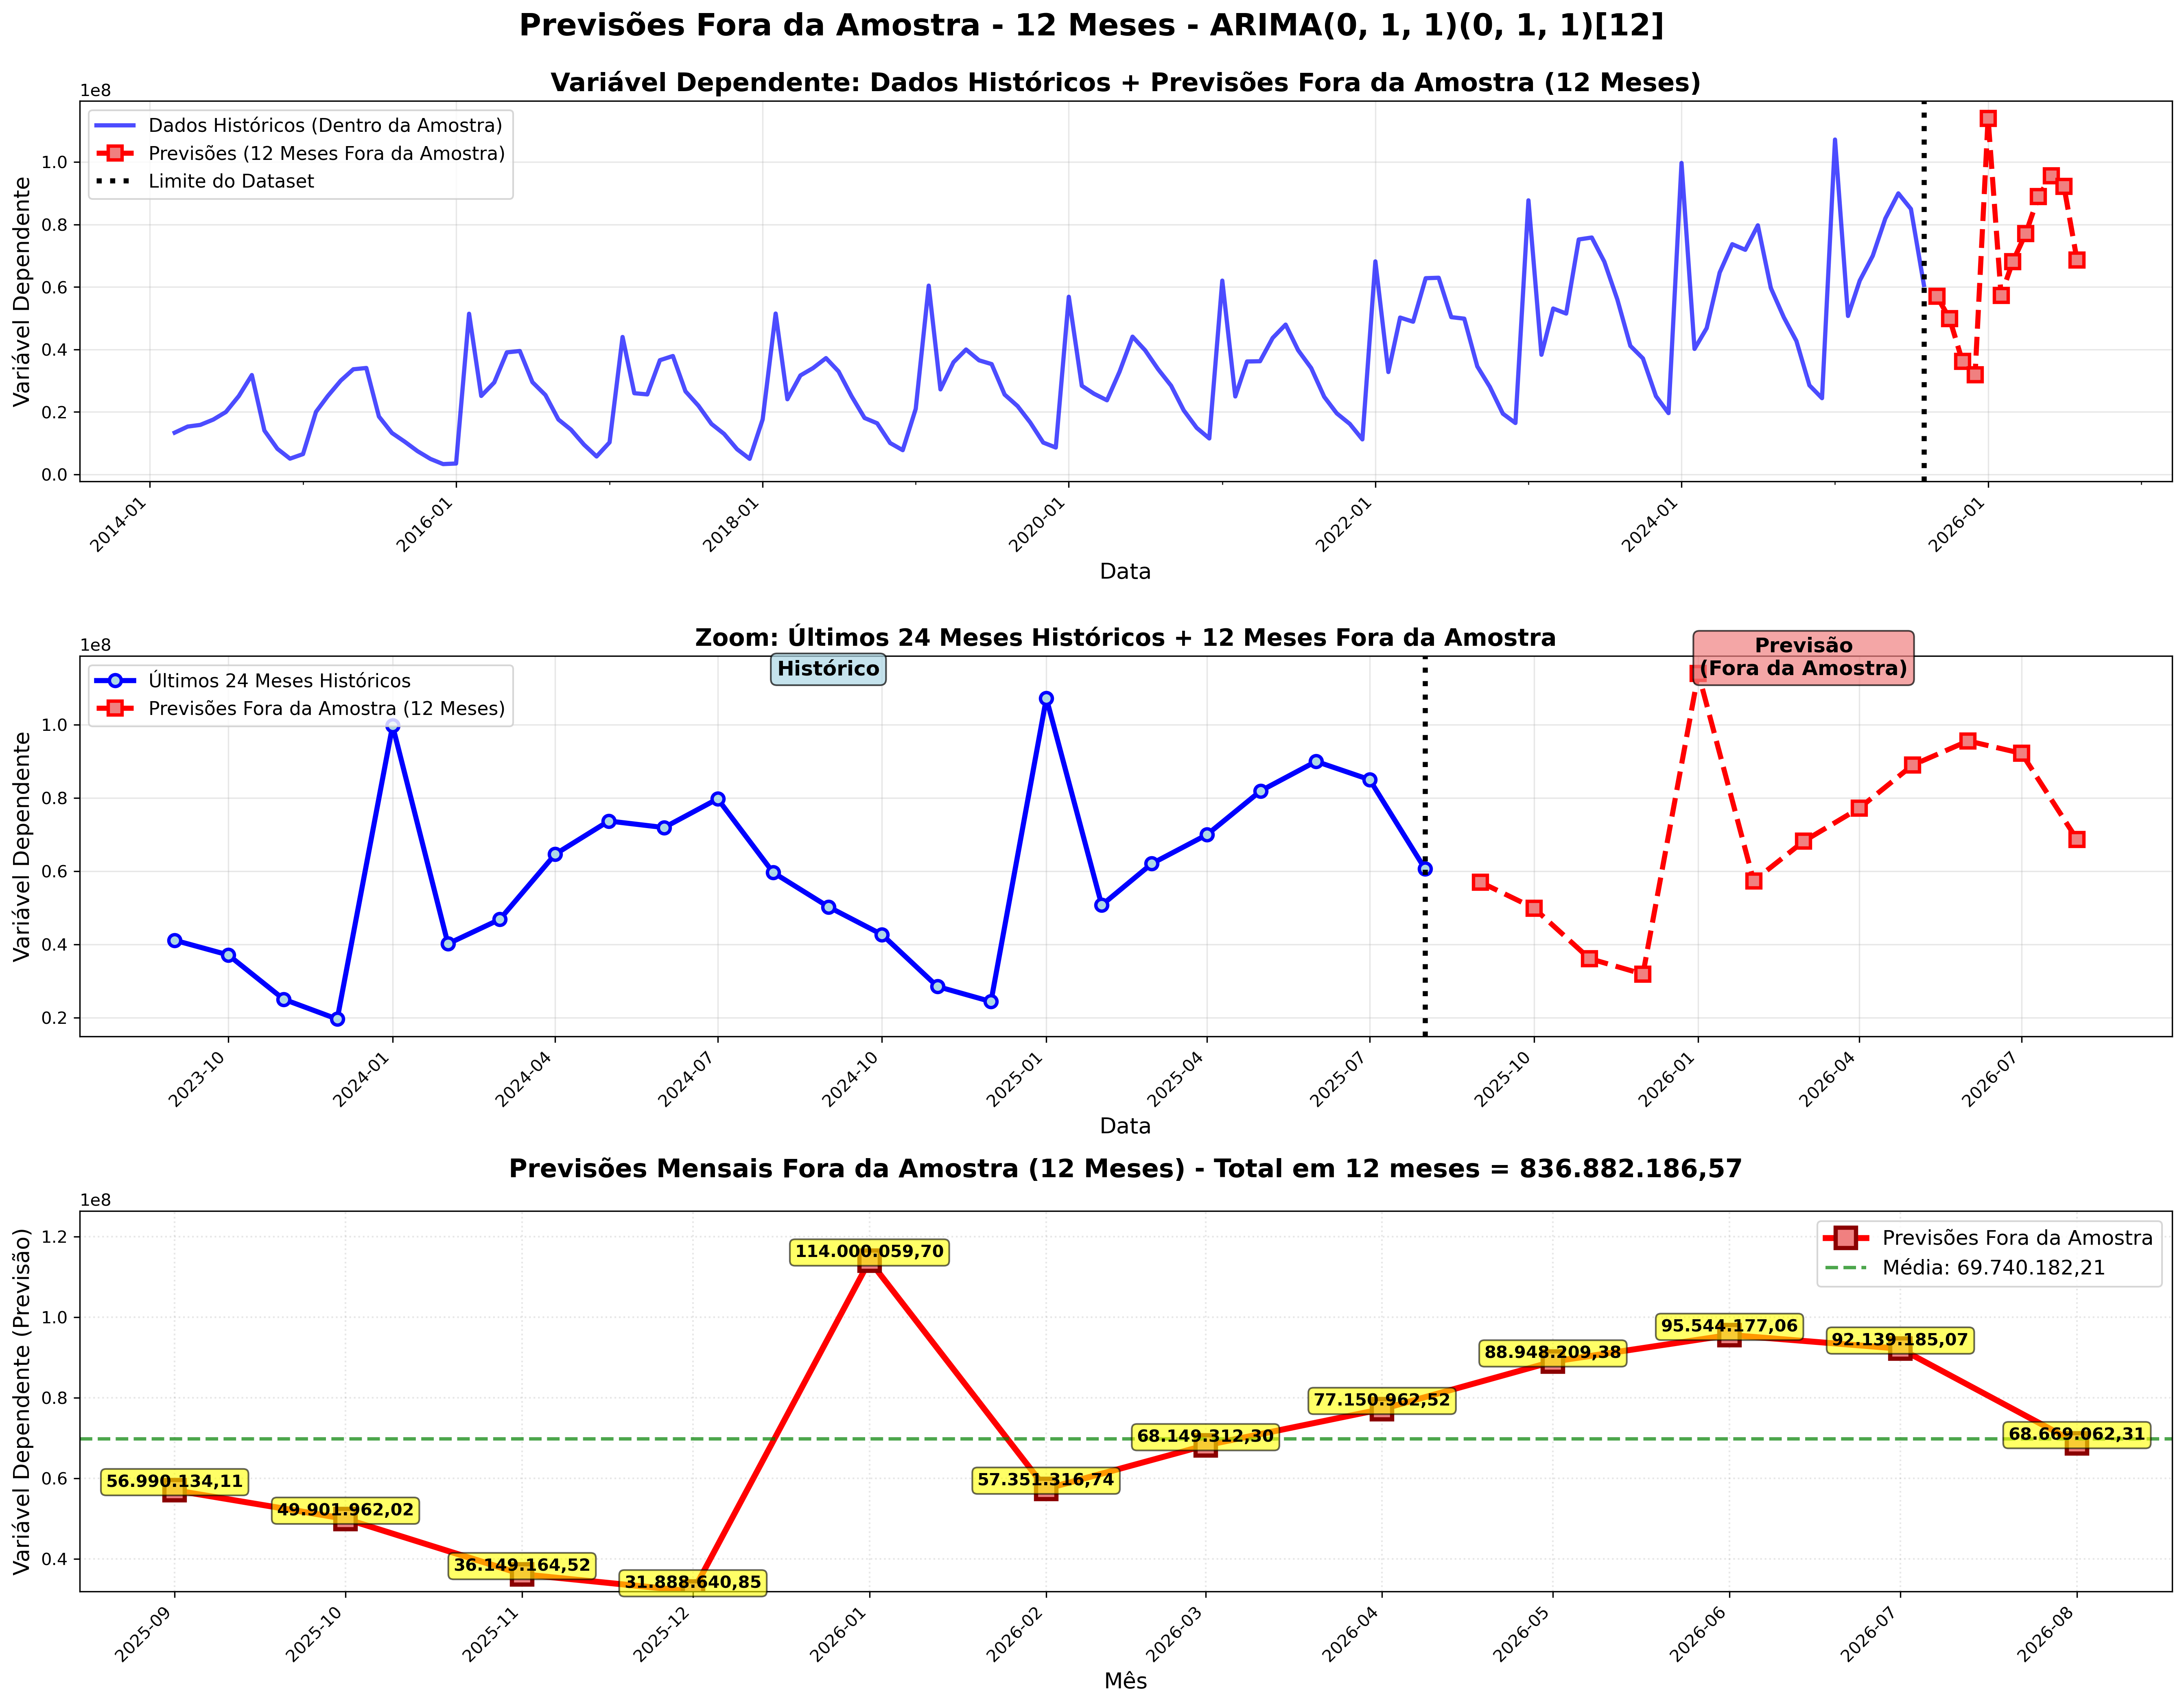 Previsões Fora da Amostra - 12 Meses - ARIMA(0, 1, 1)(0, 1, 1)[12]
Variável Dependente: Dados Históricos + Previsões Fora da Amostra (12 Meses)
1e8
Dados Históricos (Dentro da Amostra)
Previsões (12 Meses Fora da Amostra)
Limite do Dataset
Variável Dependente
1.0
0.8
0.6
0.4
0.2
0.0
2014-01
2016-01
2018-01
2020-01
2022-01
2024-01
2026-01
Data
Zoom: Últimos 24 Meses Históricos + 12 Meses Fora da Amostra
1e8
Histórico
Previsão
(Fora da Amostra)
Últimos 24 Meses Históricos
Previsões Fora da Amostra (12 Meses)
Variável Dependente
1.0
0.8
0.6
0.4
0.2
2023-10
2024-01
2024-04
2024-07
2024-10
2025-01
2025-04
2025-07
2025-10
2026-01
2026-04
2026-07
Data
Previsões Mensais Fora da Amostra (12 Meses) - Total em 12 meses = 836.882.186,57
1e8
Previsões Fora da Amostra
Média: 69.740.182,21
Variável Dependente (Previsão)
1.2
1.0
0.8
0.6
0.4
56.990.134,11
49.901.962,02
36.149.164,52
31.888.640,85
114.000.059,70
57.351.316,74
68.149.312,30
77.150.962,52
88.948.209,38
95.544.177,06
92.139.185,07
68.669.062,31
2025-09
2025-10
2025-11
2025-12
2026-01
2026-02
2026-03
2026-04
2026-05
2026-06
2026-07
2026-08
Mês